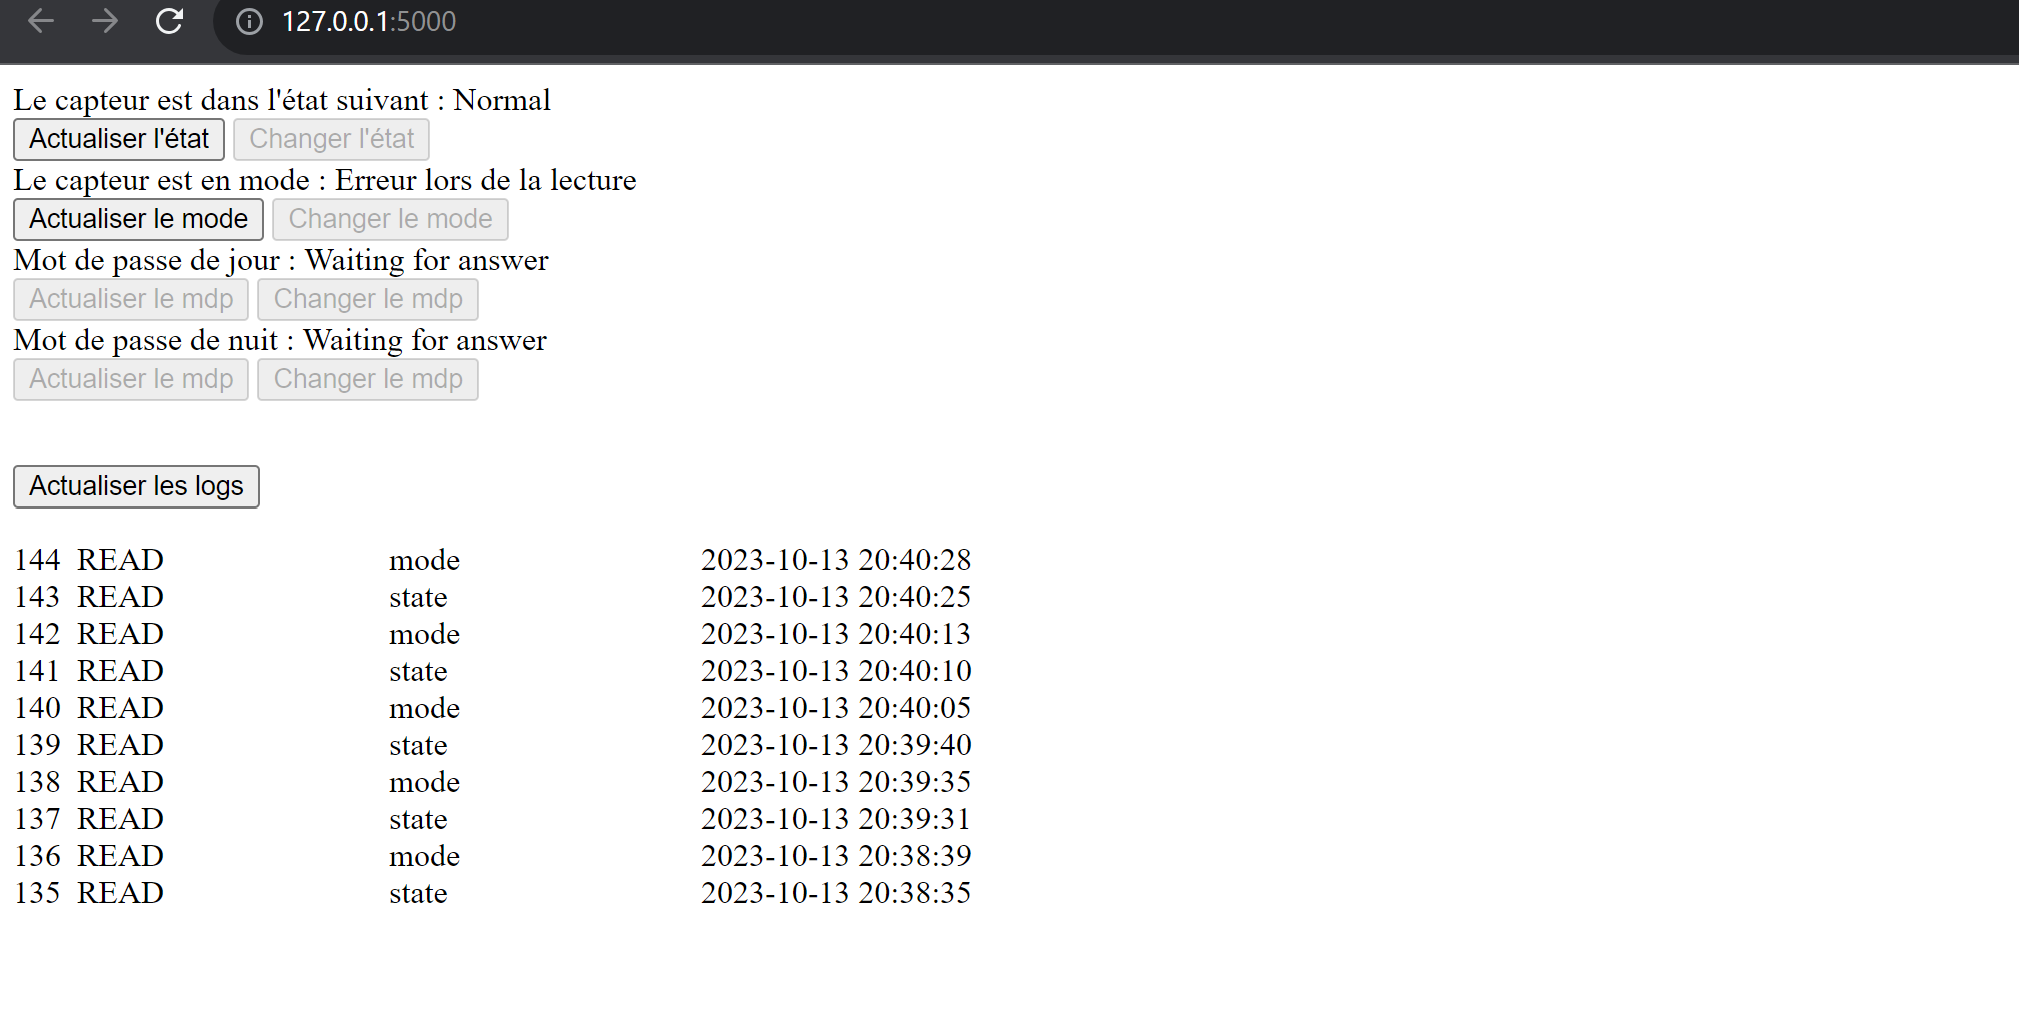 127.0.0.1:5000
Le capteur est dans l'état suivant : Normal
Actualiser l'état Changer l'état
Le capteur est en mode : Erreur lors de la lecture
Actualiser le mode Changer le mode
Mot de passe de jour : Waiting for answer
Actualiser le mdp Changer le mdp
Mot de passe de nuit : Waiting for answer
Actualiser le mdp Changer le mdp
Actualiser les logs
144 READ mode 2023-10-13 20:40:28
143 READ state 2023-10-13 20:40:25
142 READ mode 2023-10-13 20:40:13
141 READ state 2023-10-13 20:40:10
140 READ mode 2023-10-13 20:40:05
139 READ state 2023-10-13 20:39:40
138 READ mode 2023-10-13 20:39:35
137 READ state 2023-10-13 20:39:31
136 READ mode 2023-10-13 20:38:39
135 READ state 2023-10-13 20:38:35